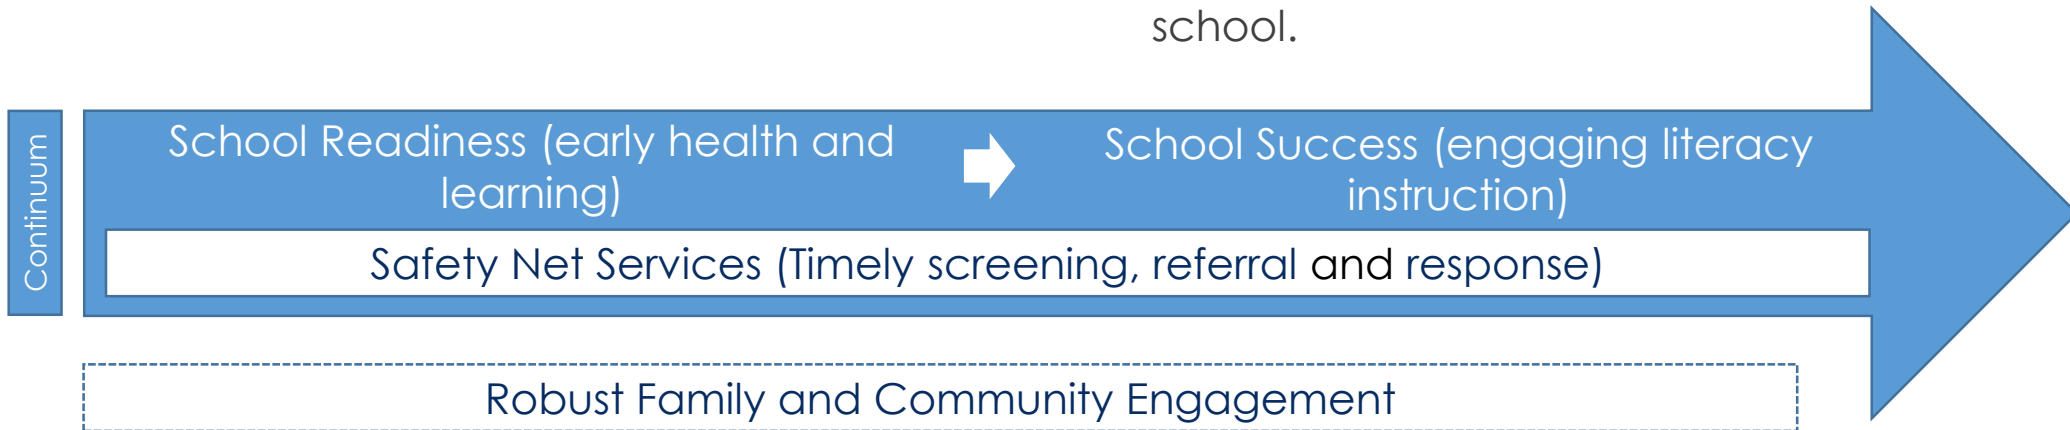 school.
Continuum
School Readiness (early health and
learning)
School Success (engaging literacy
instruction)
Safety Net Services (Timely screening, referral and response)
Robust Family and Community Engagement